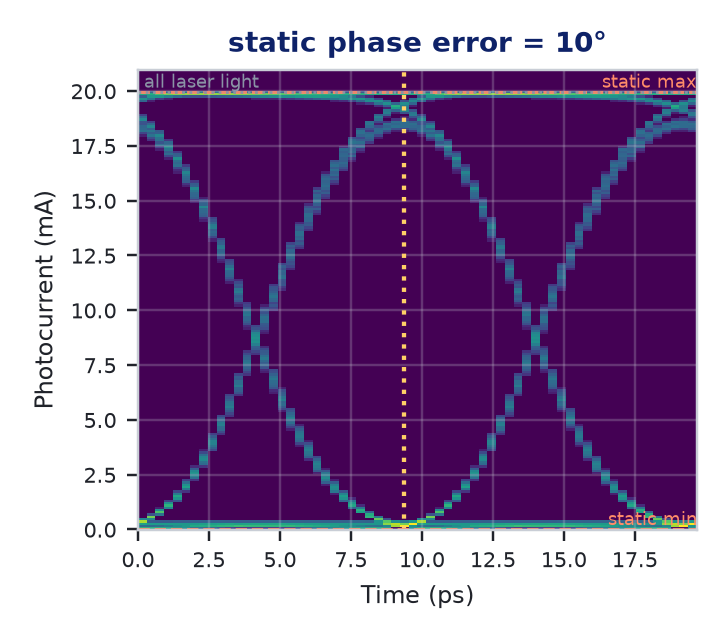 static phase error = 10°
all laser light
static max
20.0
17.5
15.0
12.5
10.0
7.5
5.0
2.5
0.0
static min
0.0
2.5
5.0
7.5
10.0
12.5
15.0
17.5
Photocurrent (mA)
Time (ps)